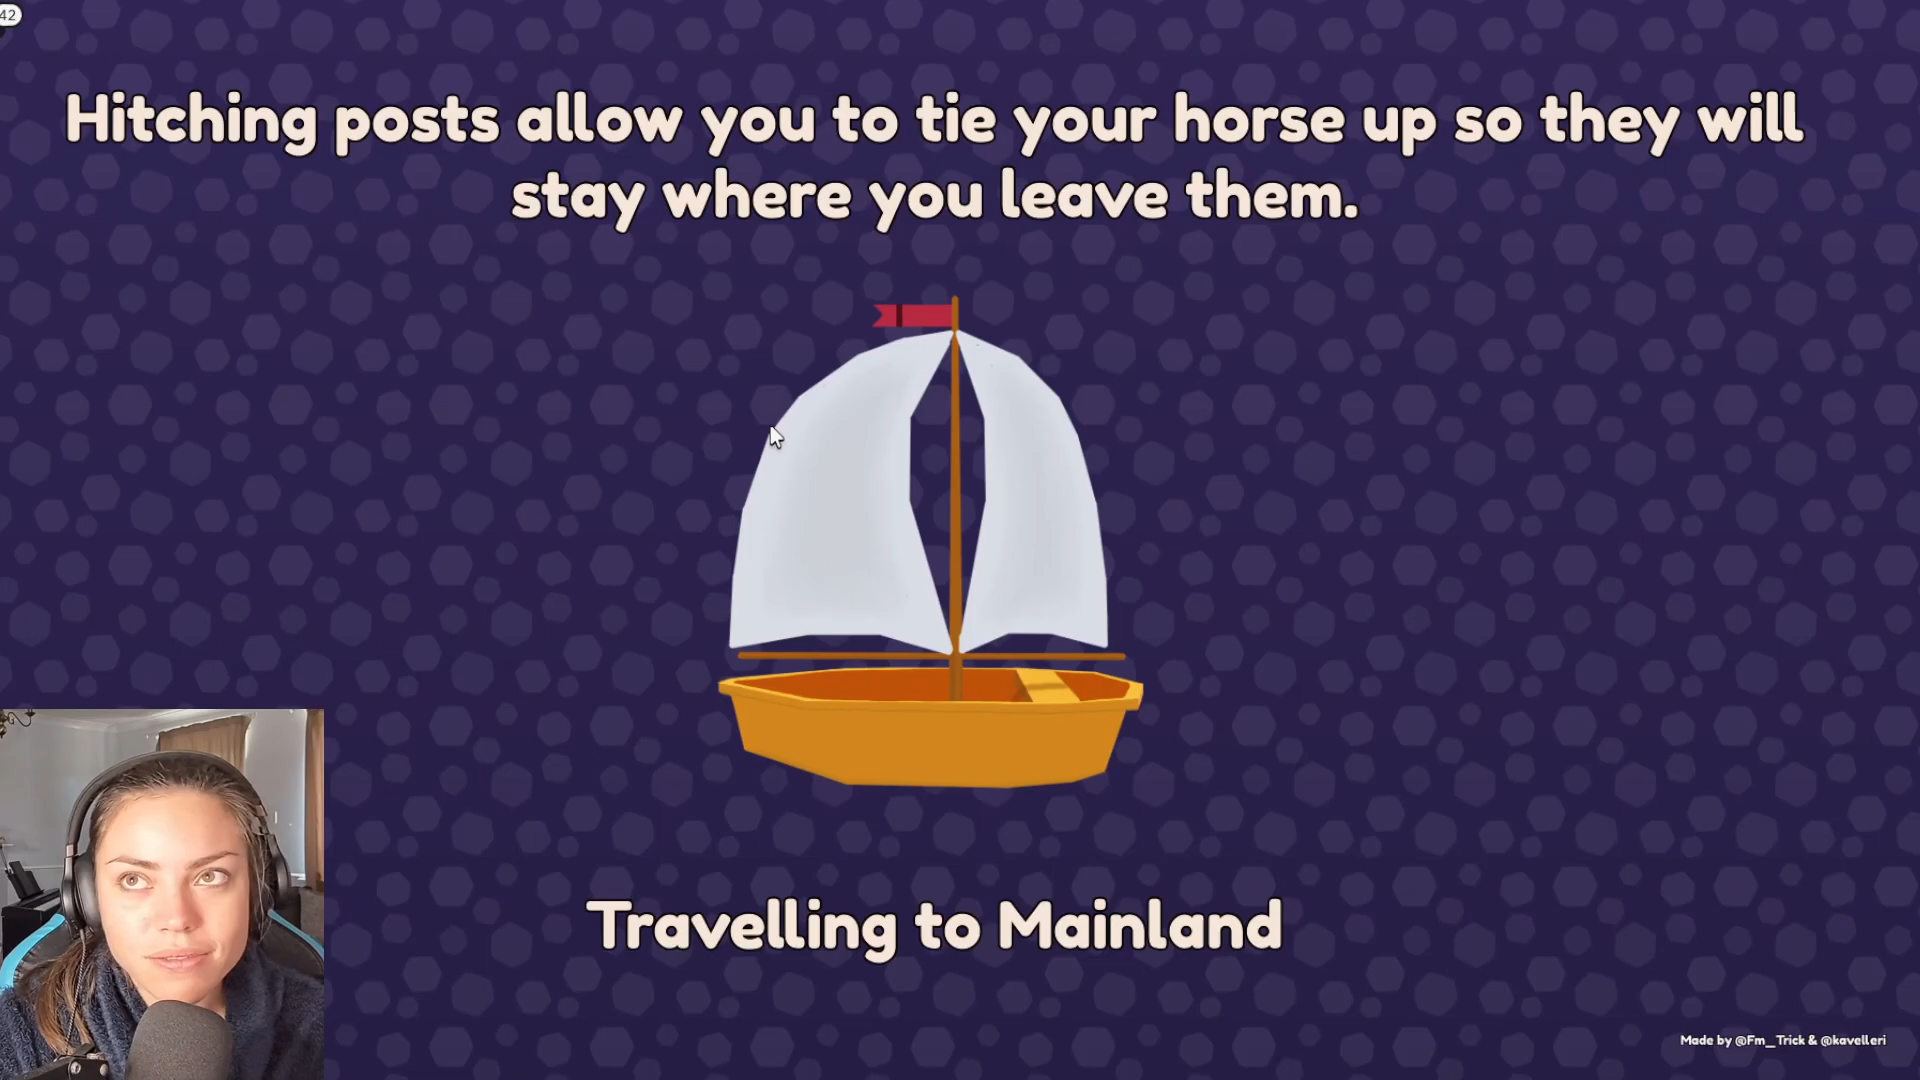 42
Hitching posts allow you to tie your horse up so they will
stay where you leave them.
Travelling to Mainland
Made by @Fm_Trick & @kavelleri